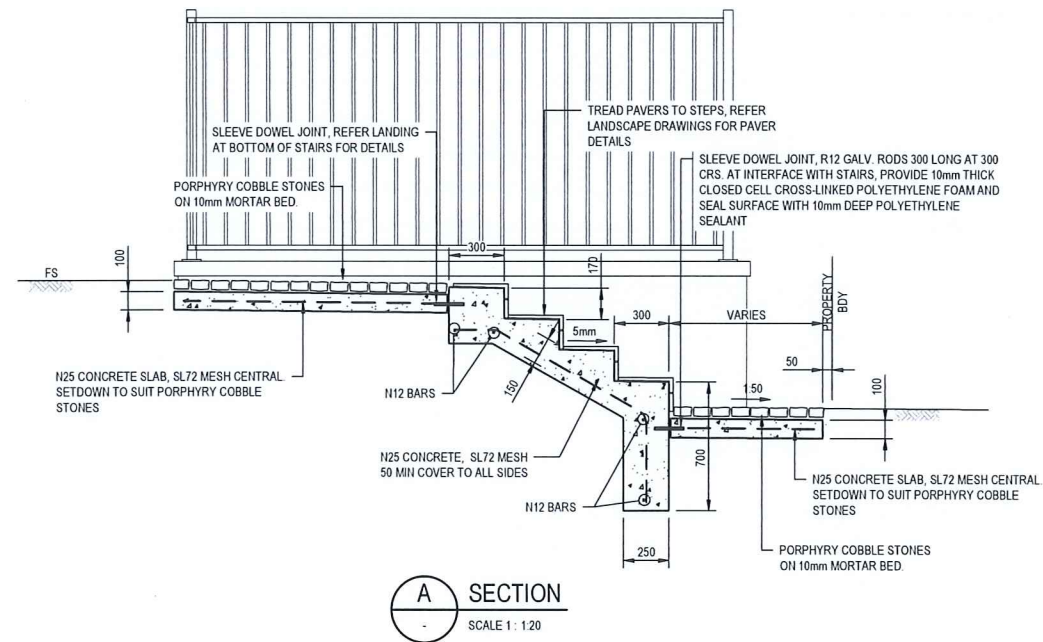 TREAD PAVERS TO STEPS, REFER
LANDSCAPE DRAWINGS FOR PAVER
DETAILS
SLEEVE DOWEL JOINT, REFER LANDING
AT BOTTOM OF STAIRS FOR DETAILS
SLEEVE DOWEL JOINT, R12 GALV. RODS 300 LONG AT 300
CRS. AT INTERFACE WITH STAIRS, PROVIDE 10mm THICK
CLOSED CELL CROSS-LINKED POLYETHYLENE FOAM AND
SEAL SURFACE WITH 10mm DEEP POLYETHYLENE
SEALANT
PORPHYRY COBBLE STONES
ON 10mm MORTAR BED.
300
100
FS
170
300
VARIES
PROPERTY
BDY
5mm
50
1:50
100
150
N25 CONCRETE SLAB, SL72 MESH CENTRAL.
SETDOWN TO SUIT PORPHYRY COBBLE
STONES
N12 BARS
700
N25 CONCRETE, SL72 MESH
50 MIN COVER TO ALL SIDES
N25 CONCRETE SLAB, SL72 MESH CENTRAL.
SETDOWN TO SUIT PORPHYRY COBBLE
STONES
N12 BARS
250
PORPHYRY COBBLE STONES
ON 10mm MORTAR BED.
A
-
SECTION
SCALE 1 : 1:20